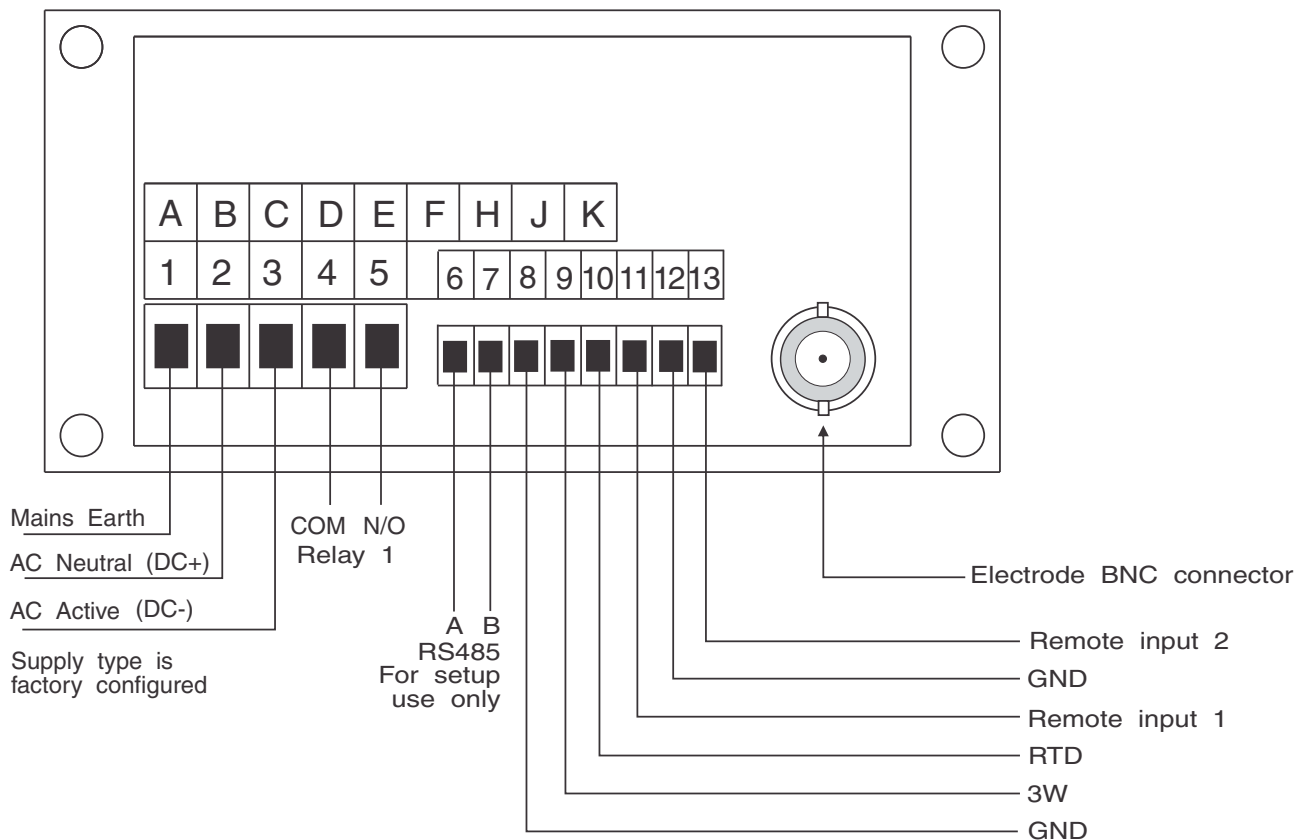 A B C D E F H J K
1 2 3 4 5 6 7 8 9 10 11 12 13
Mains Earth
AC Neutral (DC+)
AC Active (DC-)
Supply type is
factory configured
COM N/O
Relay 1
A B
RS485
For setup
use only
Electrode BNC connector
Remote input 2
GND
Remote input 1
RTD
3W
GND